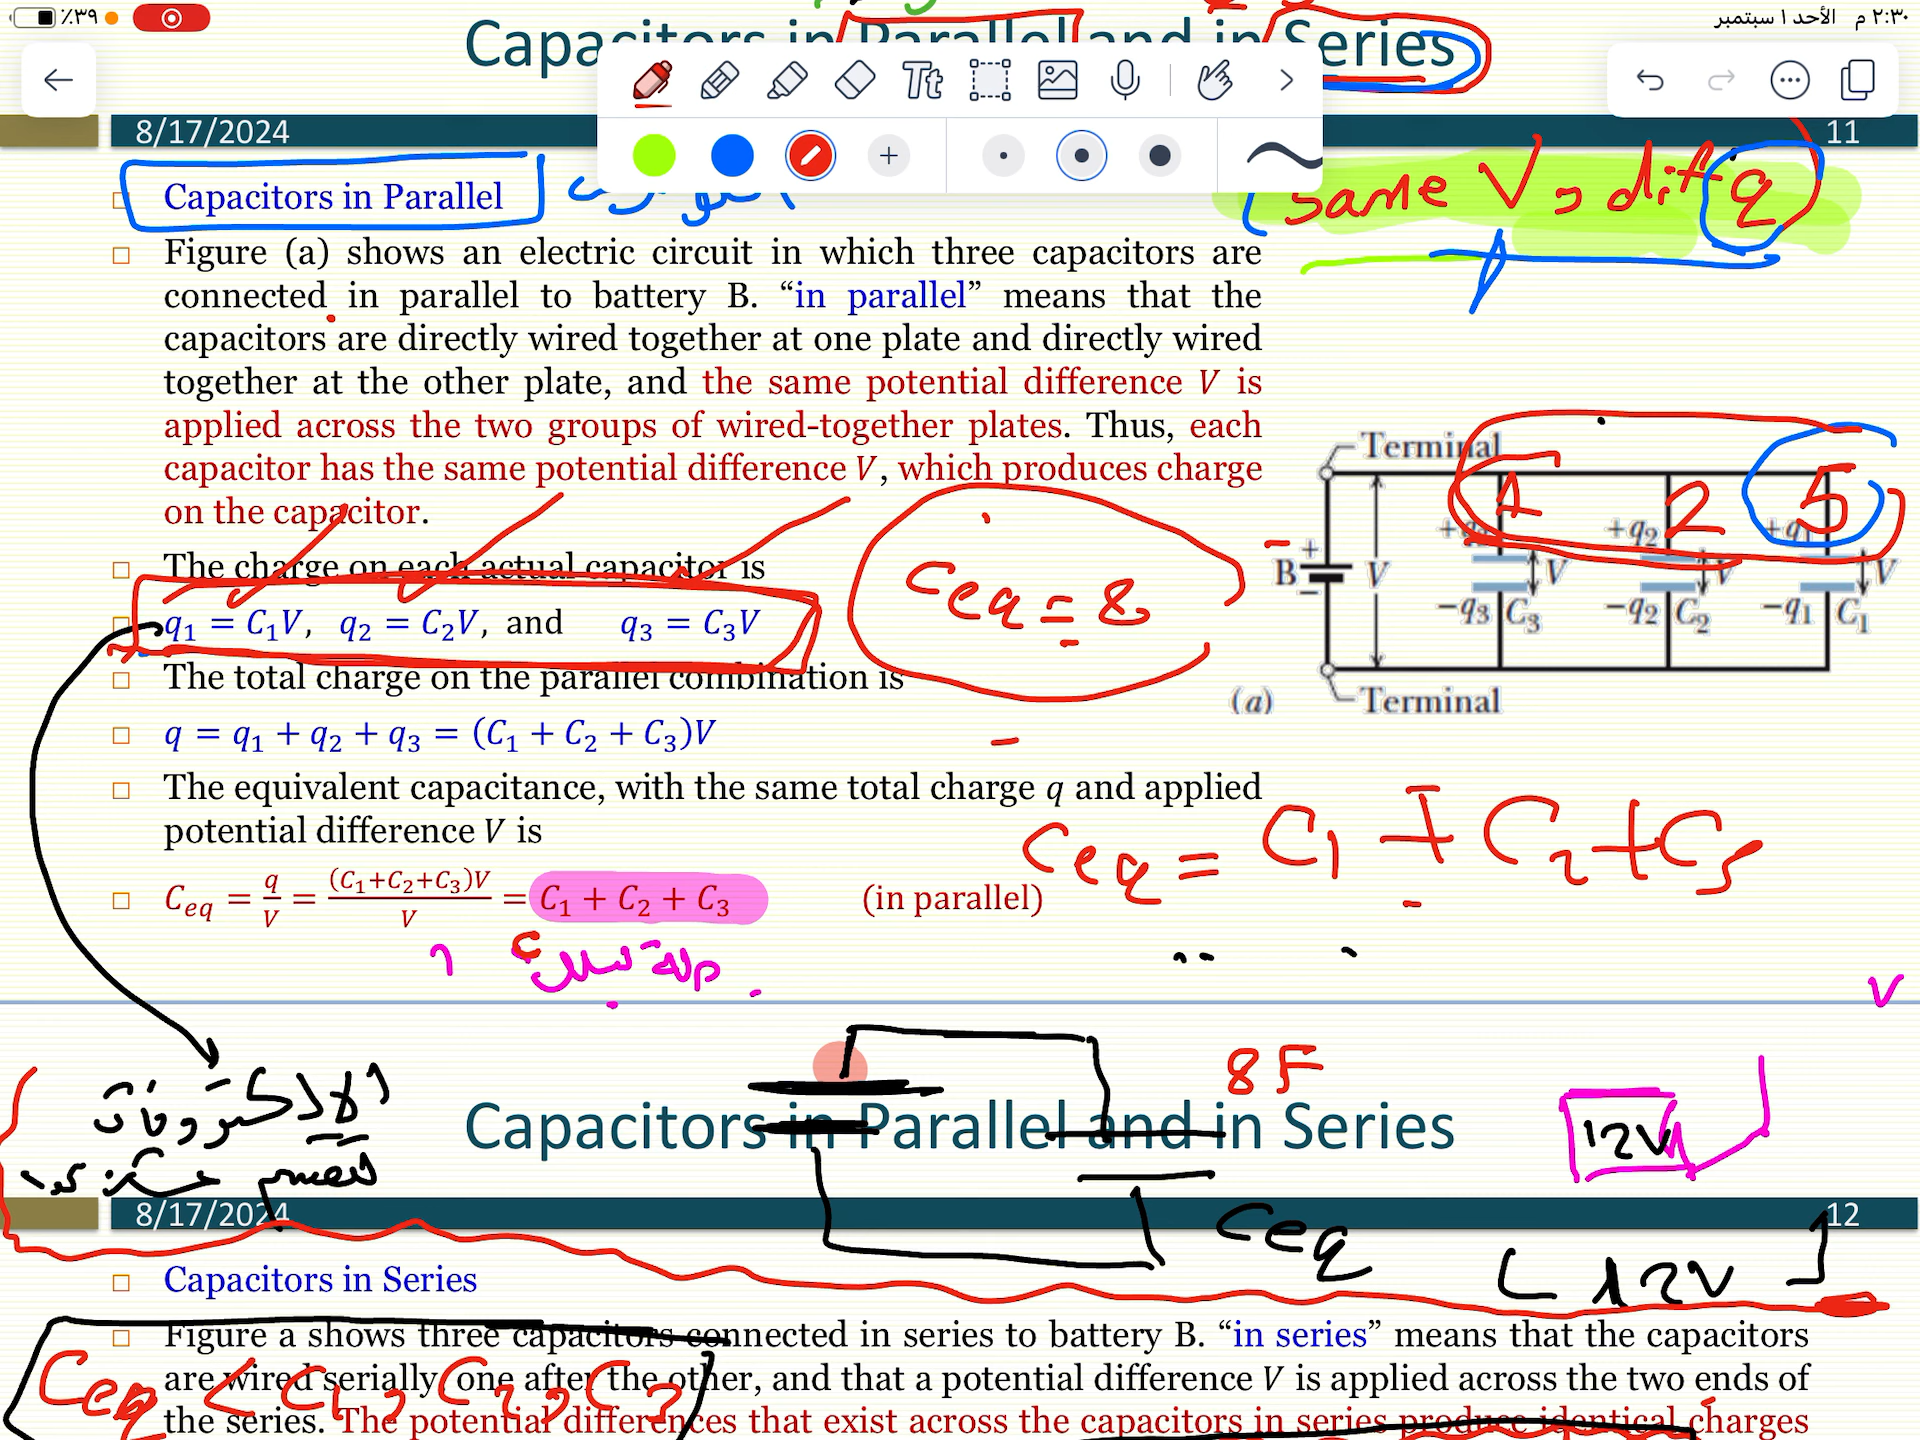 ٢:٣٠ م الأحد ١ سبتمبر
٪٣٩
Capacitors in Parallel and in Series
Tt
8/17/2024
11
same V, diff q
Capacitors in Parallel
Figure (a) shows an electric circuit in which three capacitors are
connected in parallel to battery B. “in parallel” means that the
capacitors are directly wired together at one plate and directly wired
together at the other plate, and the same potential difference V is
applied across the two groups of wired-together plates. Thus, each
capacitor has the same potential difference V, which produces charge
on the capacitor.
The charge on each actual capacitor is
q₁ = C₁V, q₂ = C₂V, and q₃ = C₃V
Ceq = 8
The total charge on the parallel combination is
q = q₁ + q₂ + q₃ = (C₁ + C₂ + C₃)V
The equivalent capacitance, with the same total charge q and applied
potential difference V is
Ceq = q/V = (C₁+C₂+C₃)V/V = C₁ + C₂ + C₃ (in parallel)
Terminal
1 2 5
+q₂ +q₁
B + − V V V V
−q₃ C₃ −q₂ C₂ −q₁ C₁
(a) Terminal
Ceq = C₁ + C₂ + C₃
V
8F
12V
Capacitors in Parallel and in Series
8/17/2024
12
Ceq
12V
Capacitors in Series
Figure a shows three capacitors connected in series to battery B. “in series” means that the capacitors
are wired serially, one after the other, and that a potential difference V is applied across the two ends of
the series. The potential differences that exist across the capacitors in series produce identical charges
Ceq < C₁, C₂, C₃